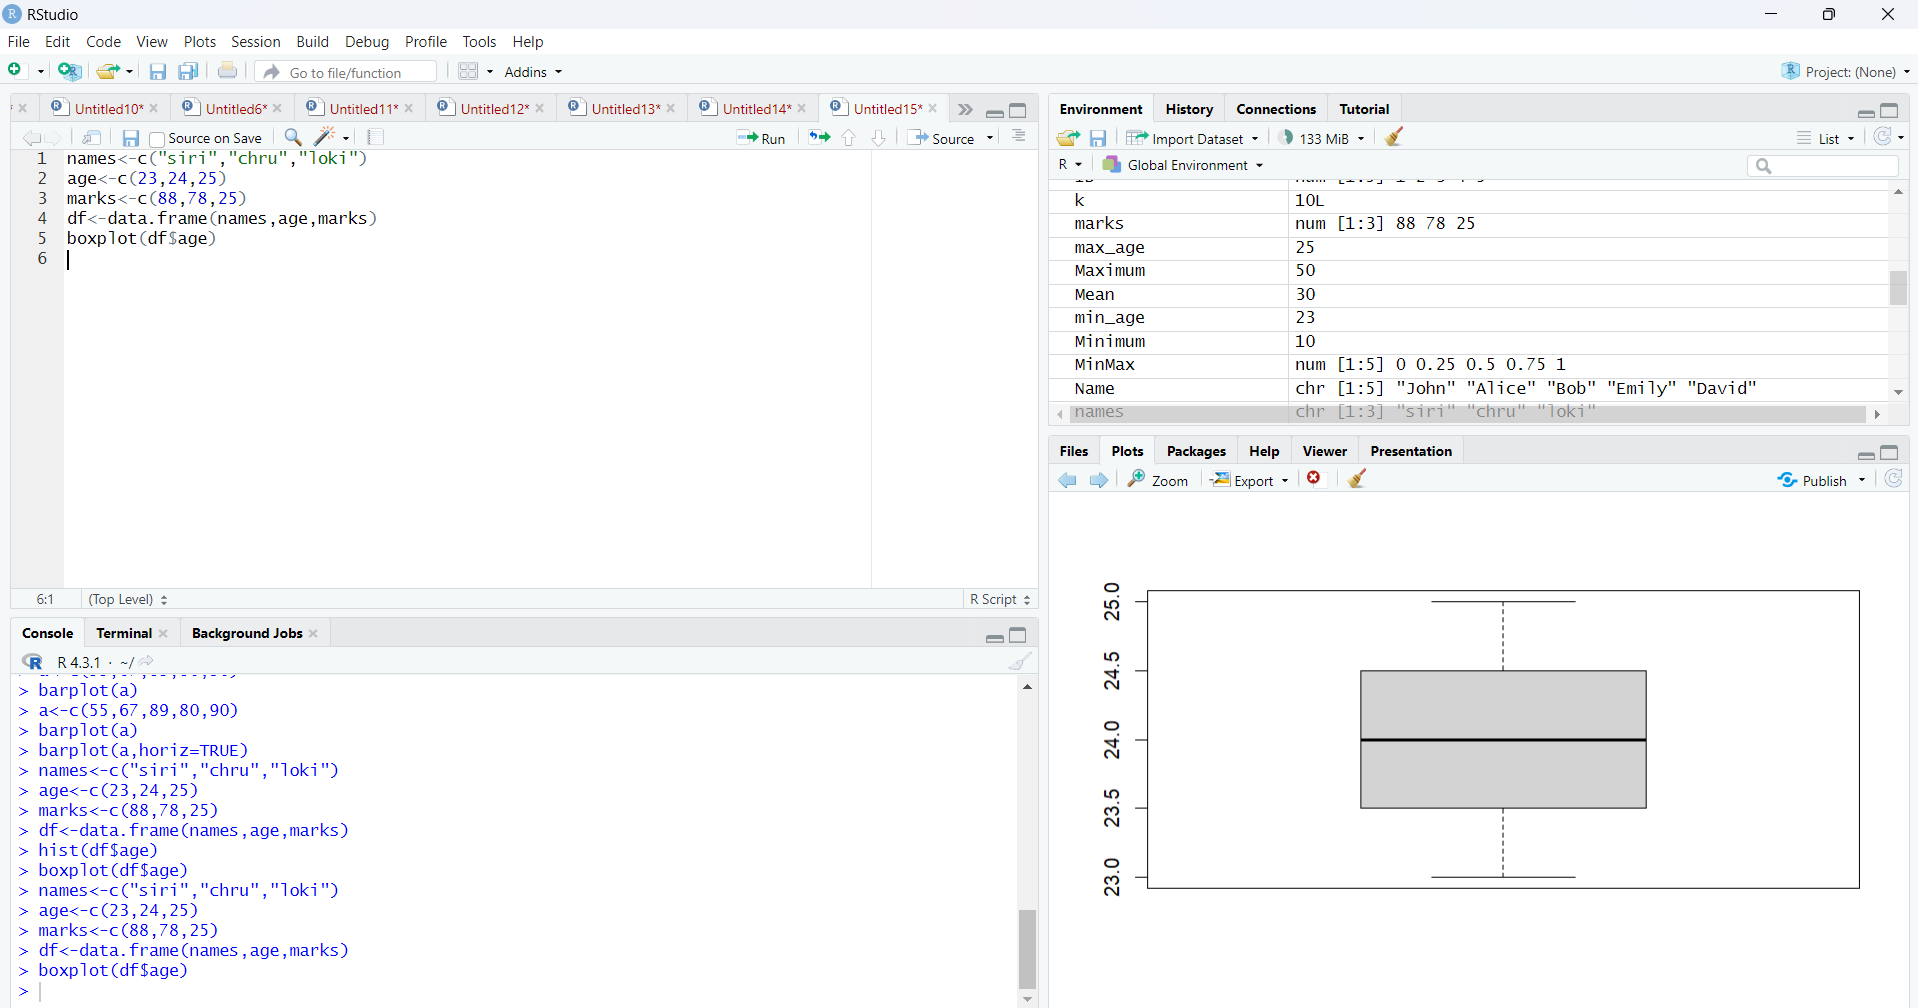 RStudio
File Edit Code View Plots Session Build Debug Profile Tools Help
Go to file/function Addins Project: (None)
Untitled10* Untitled6* Untitled11* Untitled12* Untitled13* Untitled14* Untitled15*
Source on Save Run Source
1 names<-c("siri","chru","loki")
2 age<-c(23,24,25)
3 marks<-c(88,78,25)
4 df<-data.frame(names,age,marks)
5 boxplot(df$age)
6
6:1 (Top Level) R Script
Console Terminal Background Jobs
R 4.3.1 · ~/
> barplot(a)
> a<-c(55,67,89,80,90)
> barplot(a)
> barplot(a,horiz=TRUE)
> names<-c("siri","chru","loki")
> age<-c(23,24,25)
> marks<-c(88,78,25)
> df<-data.frame(names,age,marks)
> hist(df$age)
> boxplot(df$age)
> names<-c("siri","chru","loki")
> age<-c(23,24,25)
> marks<-c(88,78,25)
> df<-data.frame(names,age,marks)
> boxplot(df$age)
>
Environment History Connections Tutorial
Import Dataset 133 MiB List
R Global Environment
k 10L
marks num [1:3] 88 78 25
max_age 25
Maximum 50
Mean 30
min_age 23
Minimum 10
MinMax num [1:5] 0 0.25 0.5 0.75 1
Name chr [1:5] "John" "Alice" "Bob" "Emily" "David"
names chr [1:3] "siri" "chru" "loki"
Files Plots Packages Help Viewer Presentation
Zoom Export Publish
25.0
24.5
24.0
23.5
23.0